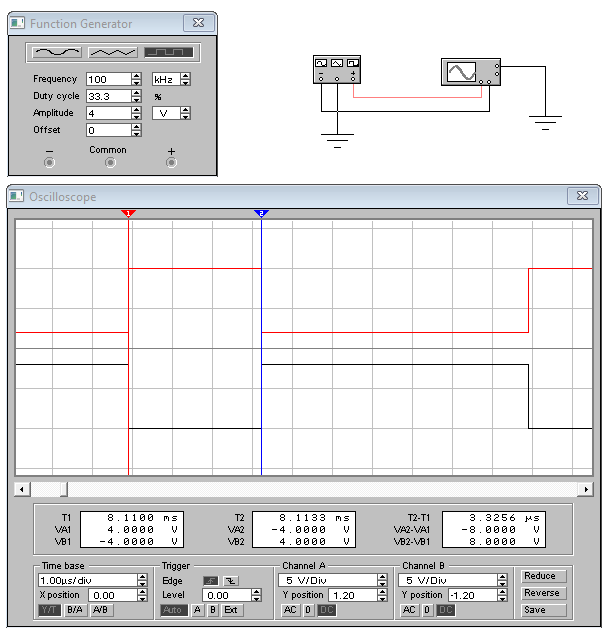 Function Generator
Frequency 100 kHz
Duty cycle 33.3 %
Amplitude 4 V
Offset 0
− Common +
− +
Oscilloscope
1 2
T1 8.1100 ms T2 8.1133 ms T2-T1 3.3256 µs
VA1 4.0000 V VA2 -4.0000 V VA2-VA1 -8.0000 V
VB1 -4.0000 V VB2 4.0000 V VB2-VB1 8.0000 V
Time base Trigger Channel A Channel B Reduce
1.00µs/div Edge 5 V/Div 5 V/Div
X position 0.00 Level 0.00 Y position 1.20 Y position -1.20 Reverse
Y/T B/A A/B Auto A B Ext AC 0 DC AC 0 DC Save